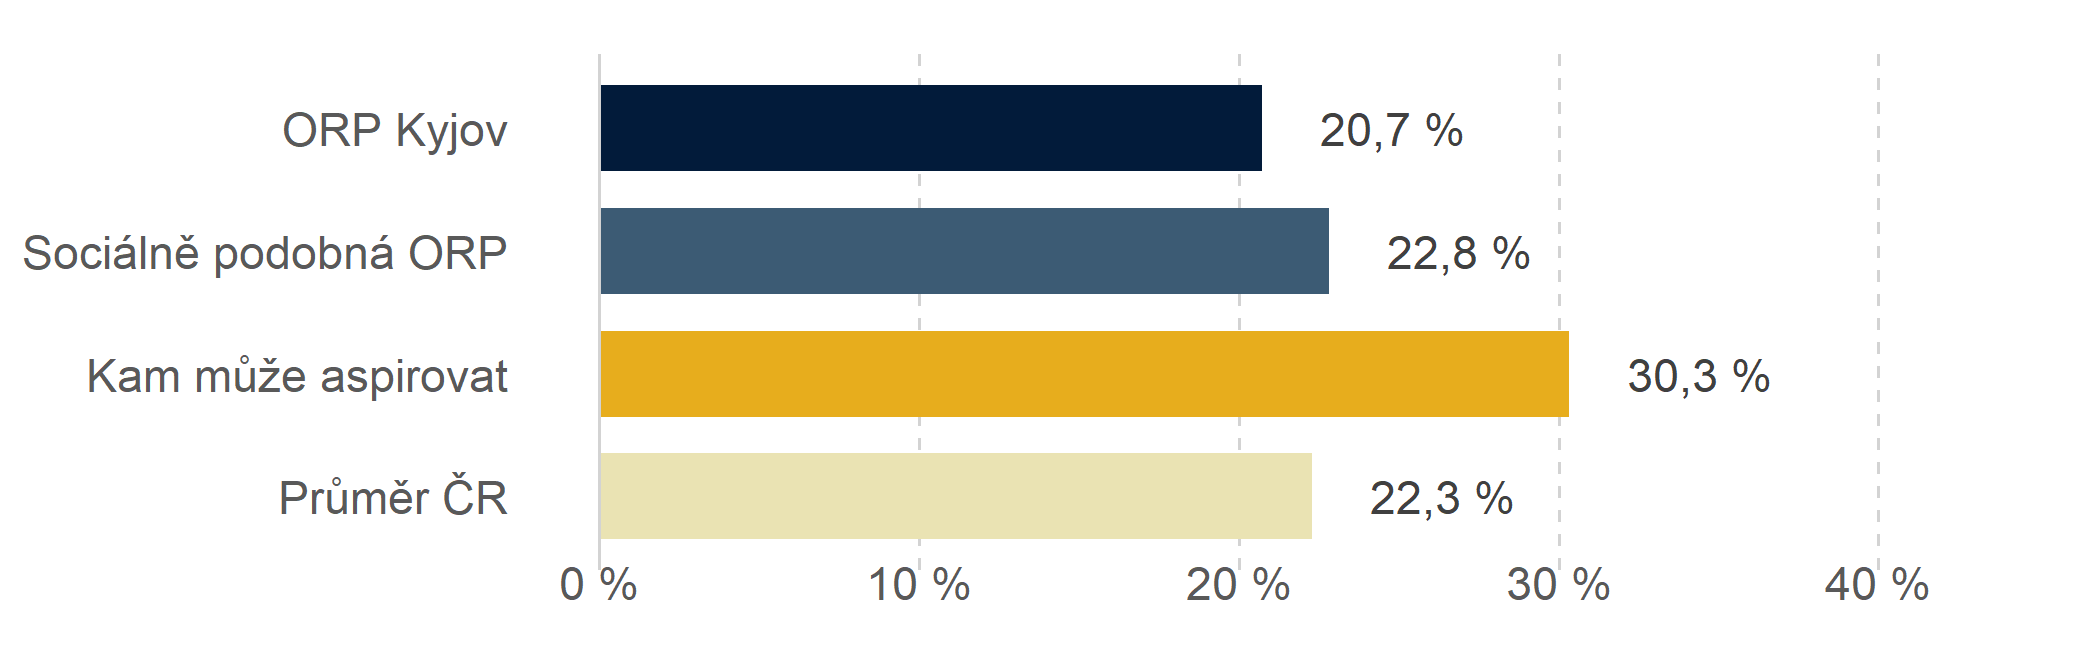 ORP Kyjov
20,7 %
Sociálně podobná ORP
22,8 %
Kam může aspirovat
30,3 %
Průměr ČR
22,3 %
0 %
10 %
20 %
30 %
40 %